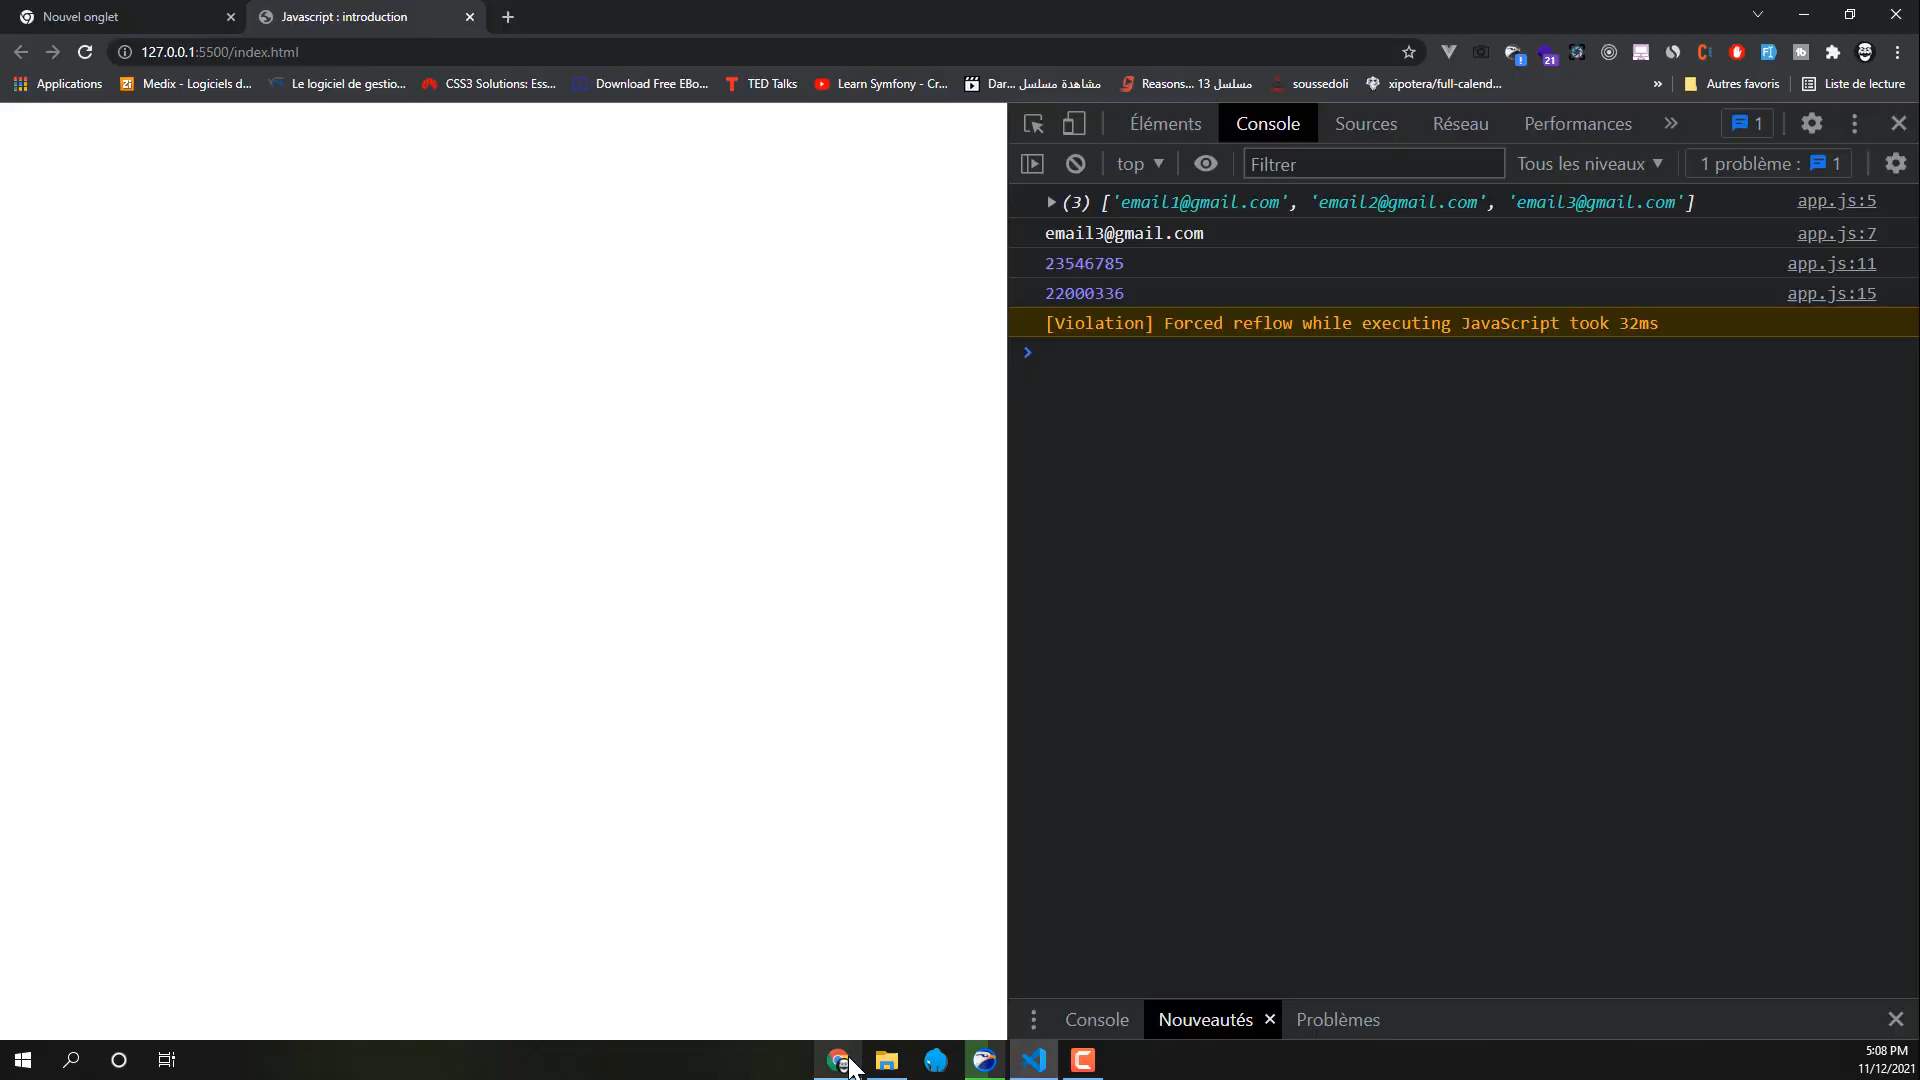 Nouvel onglet
Javascript : introduction
127.0.0.1:5500/index.html
Applications
Medix - Logiciels d...
Le logiciel de gestio...
CSS3 Solutions: Ess...
Download Free EBo...
TED Talks
Learn Symfony - Cr...
Dar... مشاهدة مسلسل
Reasons... 13 مسلسل
soussedoli
xipotera/full-calend...
»
Autres favoris
Liste de lecture
Éléments
Console
Sources
Réseau
Performances
»
1
top
Filtrer
Tous les niveaux
1 problème : 1
(3) ['email1@gmail.com', 'email2@gmail.com', 'email3@gmail.com'] app.js:5
email3@gmail.com app.js:7
23546785 app.js:11
22000336 app.js:15
[Violation] Forced reflow while executing JavaScript took 32ms
Console
Nouveautés
Problèmes
5:08 PM
11/12/2021
21